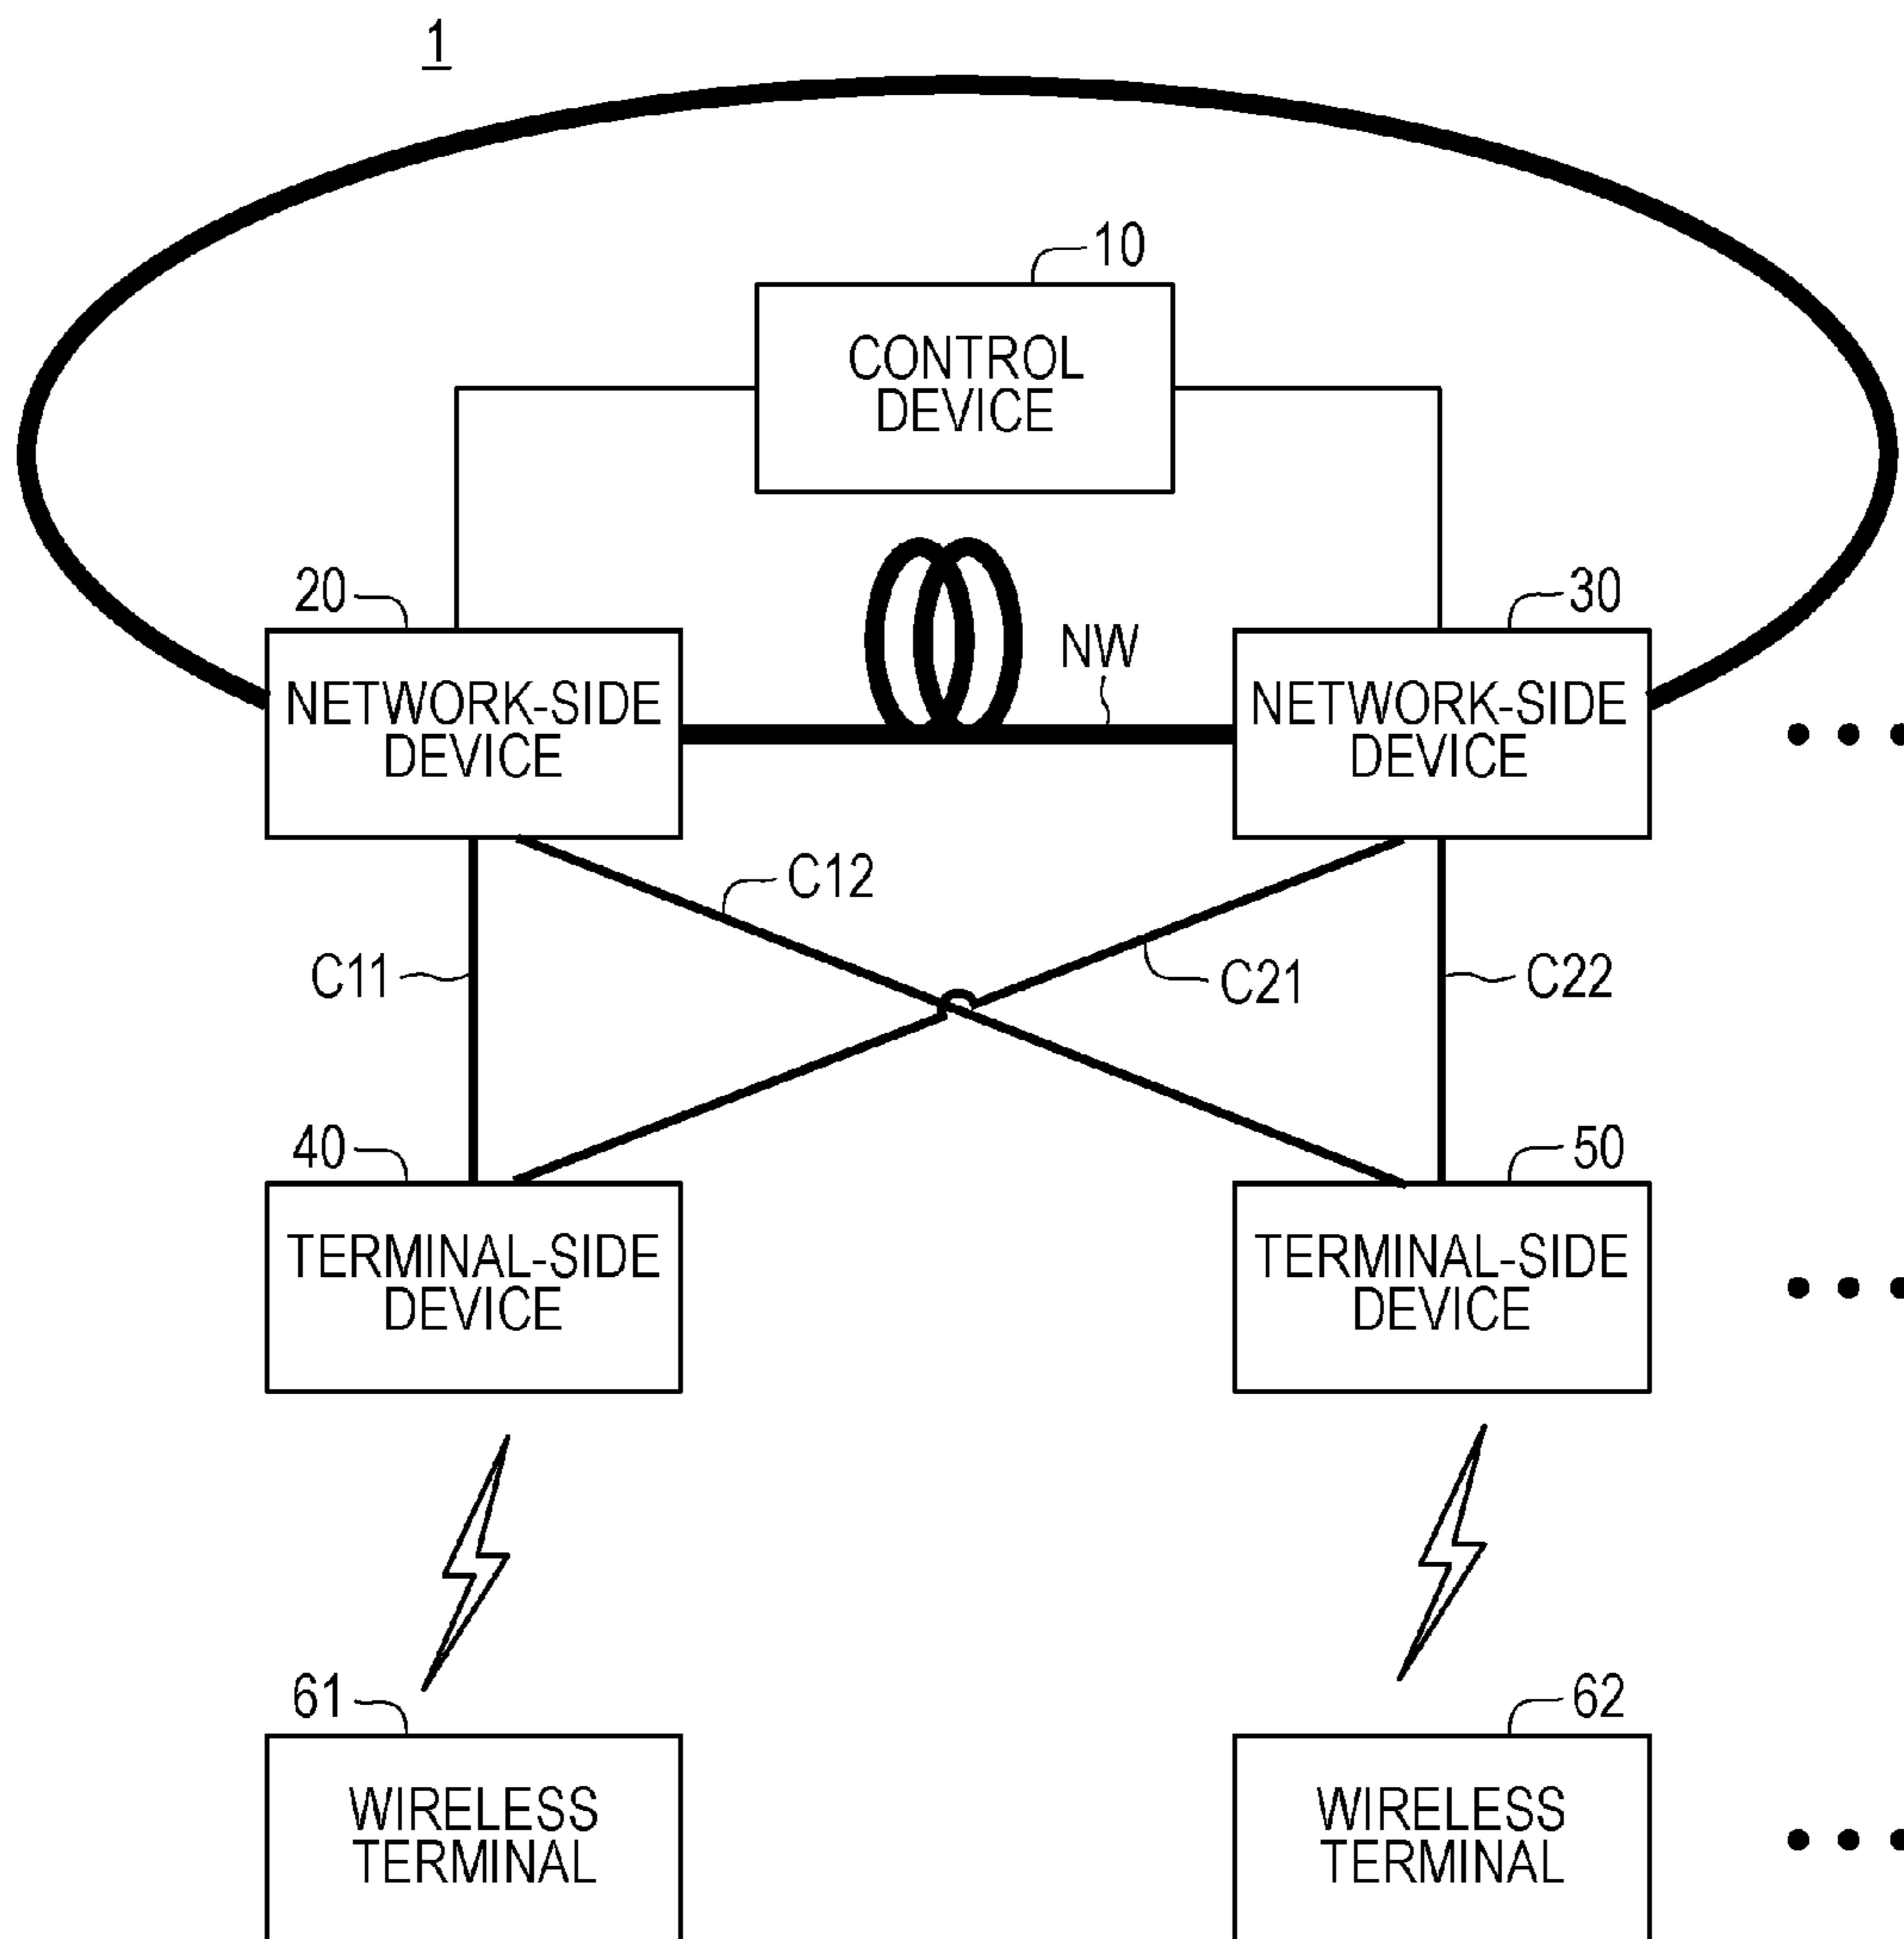 1
10
CONTROL
DEVICE
20
30
NW
NETWORK-SIDE
DEVICE
NETWORK-SIDE
DEVICE
C12
C11
C21
C22
40
50
TERMINAL-SIDE
DEVICE
TERMINAL-SIDE
DEVICE
61
62
WIRELESS
TERMINAL
WIRELESS
TERMINAL